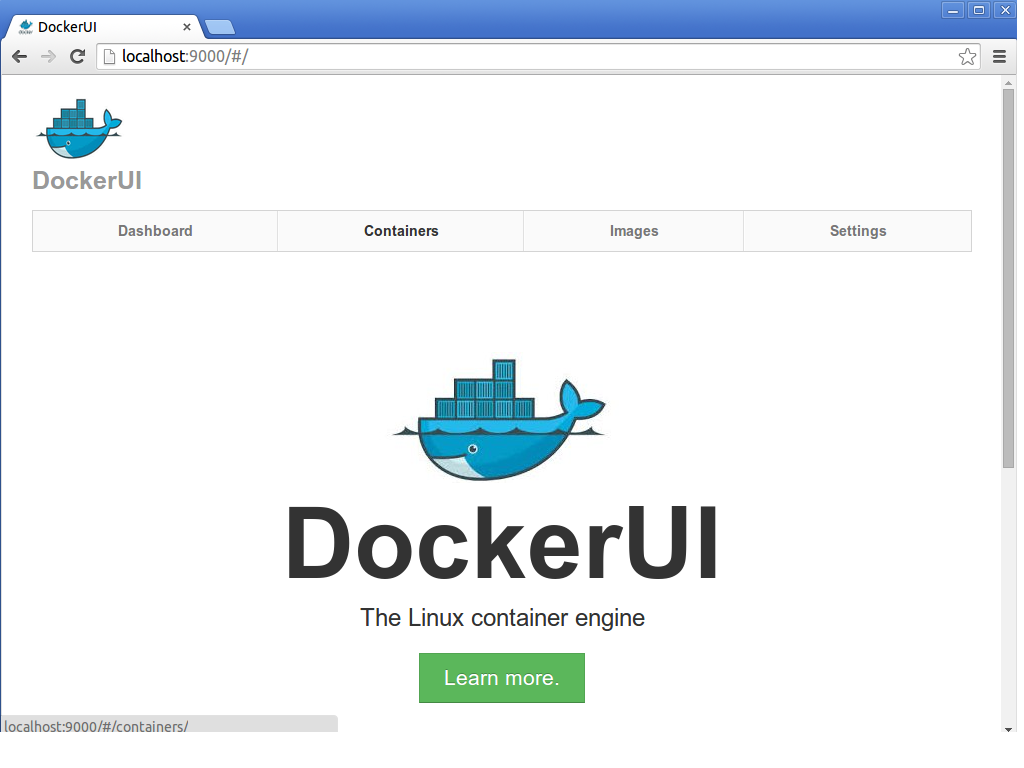 DockerUI
localhost:9000/#/
DockerUI
Dashboard Containers Images Settings
DockerUI
The Linux container engine
Learn more.
localhost:9000/#/containers/